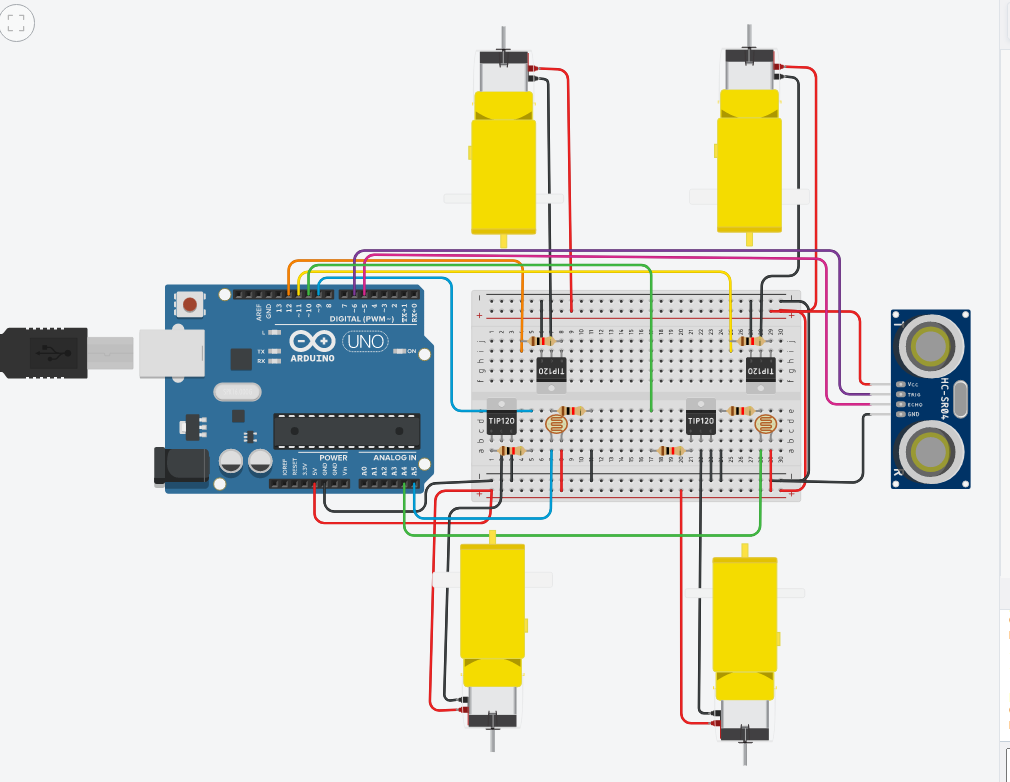 AREF
GND
13
12
~11
~10
~9
8
7
~6
~5
4
~3
2
TX→1
RX←0
DIGITAL (PWM~)
L
TX
RX
UNO
ON
ARDUINO
POWER
ANALOG IN
IOREF
RESET
3.3V
5V
GND
GND
Vin
A0
A1
A2
A3
A4
A5
TIP120
TIP120
TIP120
TIP120
HC-SR04
Vcc
TRIG
ECHO
GND
T
R